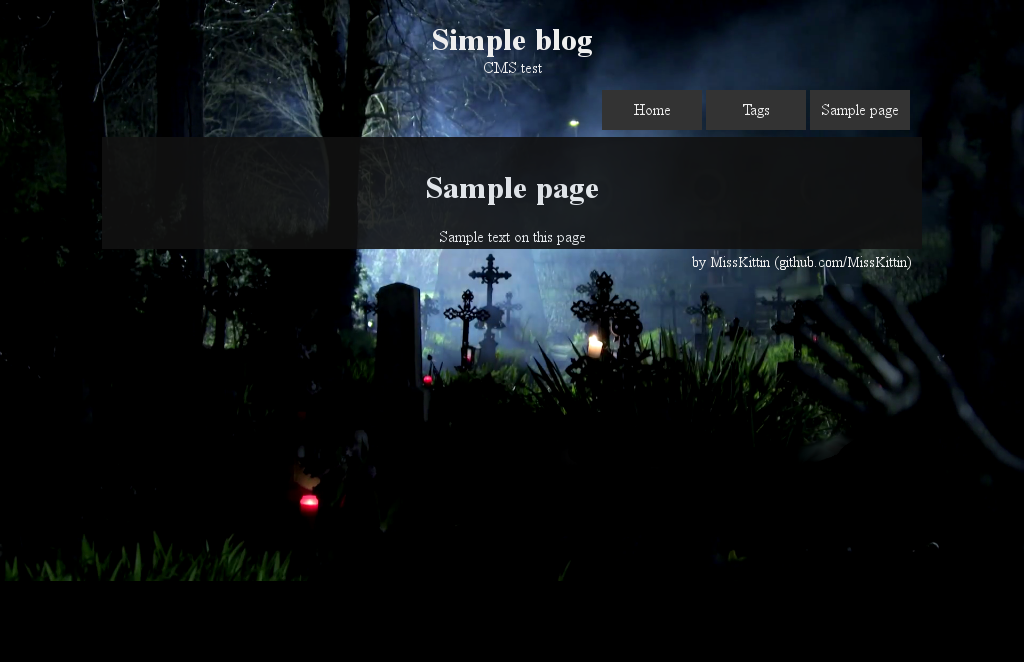 Simple blog
CMS test
Home Tags Sample page
Sample page
Sample text on this page
by MissKittin (github.com/MissKittin)